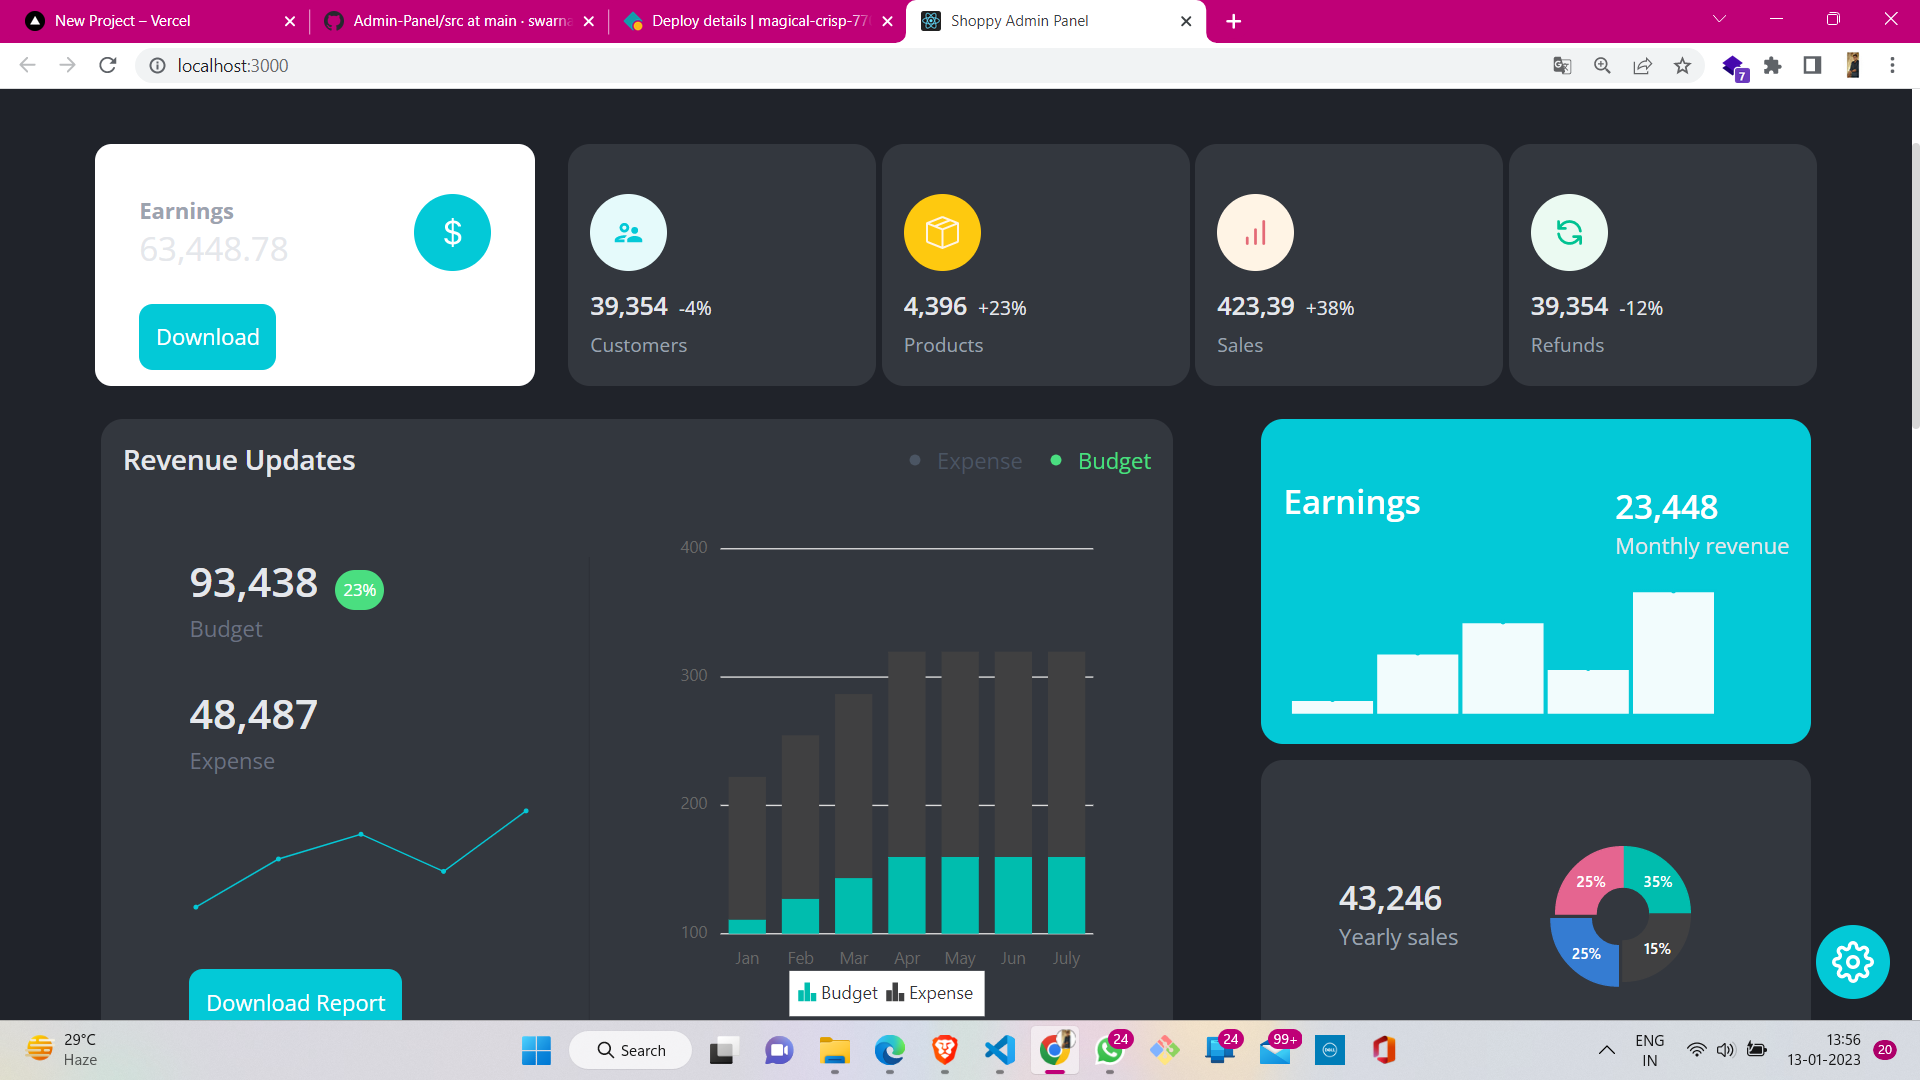 New Project – Vercel
Admin-Panel/src at main · swarna
Deploy details | magical-crisp-770
Shoppy Admin Panel
localhost:3000
7
Earnings
63,448.78
$
Download
39,354 -4%
Customers
4,396 +23%
Products
423,39 +38%
Sales
39,354 -12%
Refunds
Revenue Updates
Expense
Budget
93,438 23%
Budget
48,487
Expense
Download Report
400
300
200
100
Jan Feb Mar Apr May Jun July
Budget Expense
Earnings
23,448
Monthly revenue
43,246
Yearly sales
25% 35%
25% 15%
29°C
Haze
Search
24
24
99+
DELL
ENG
IN
13:56
13-01-2023
20